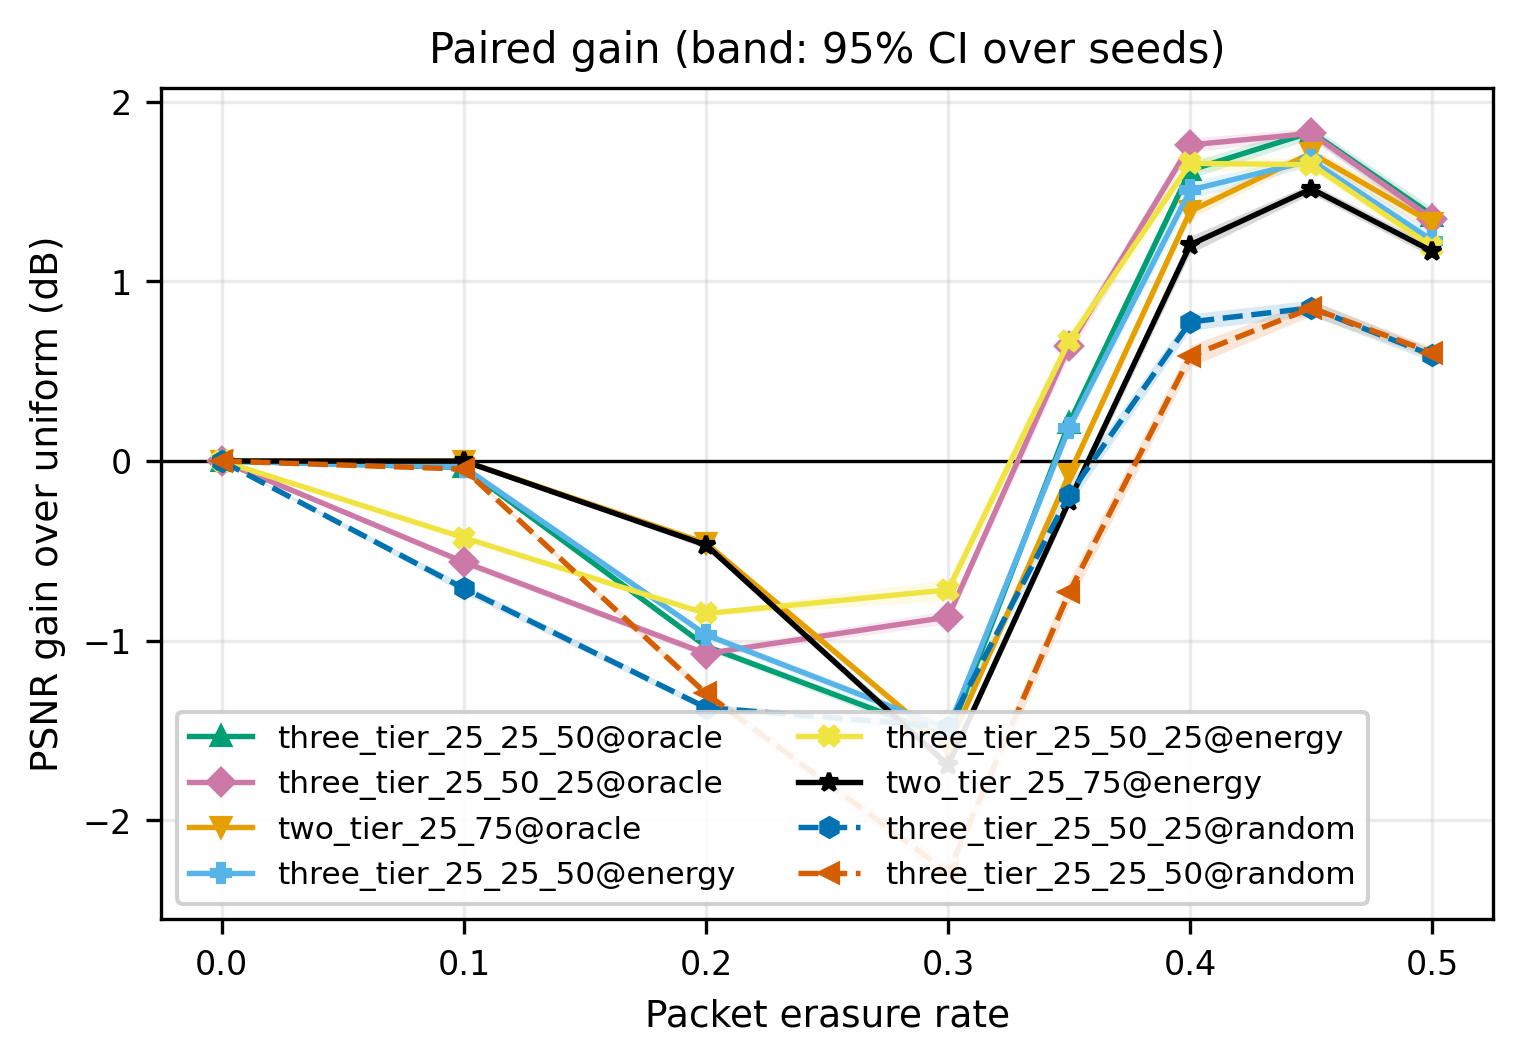 Paired gain (band: 95% CI over seeds)
PSNR gain over uniform (dB)
2
1
0
−1
−2
three_tier_25_25_50@oracle
three_tier_25_50_25@oracle
two_tier_25_75@oracle
three_tier_25_25_50@energy
three_tier_25_50_25@energy
two_tier_25_75@energy
three_tier_25_50_25@random
three_tier_25_25_50@random
0.0 0.1 0.2 0.3 0.4 0.5
Packet erasure rate